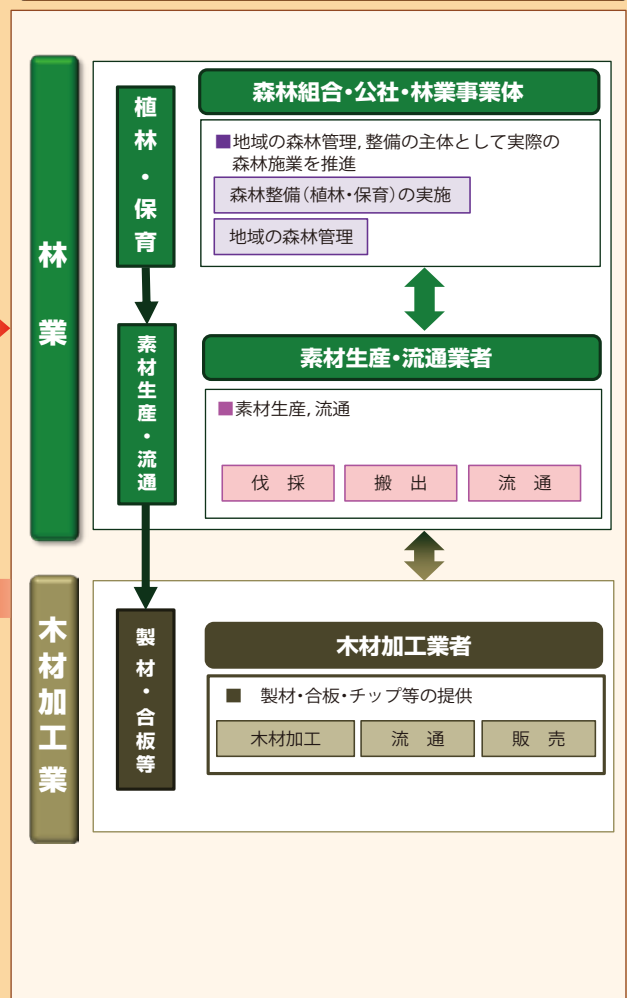 林業
植林・保育
森林組合・公社・林業事業体
■地域の森林管理,整備の主体として実際の
森林施業を推進
森林整備(植林・保育)の実施
地域の森林管理
素材生産・流通
素材生産・流通業者
■素材生産,流通
伐 採
搬 出
流 通
木材加工業
製材・合板等
木材加工業者
■ 製材・合板・チップ等の提供
木材加工
流 通
販 売